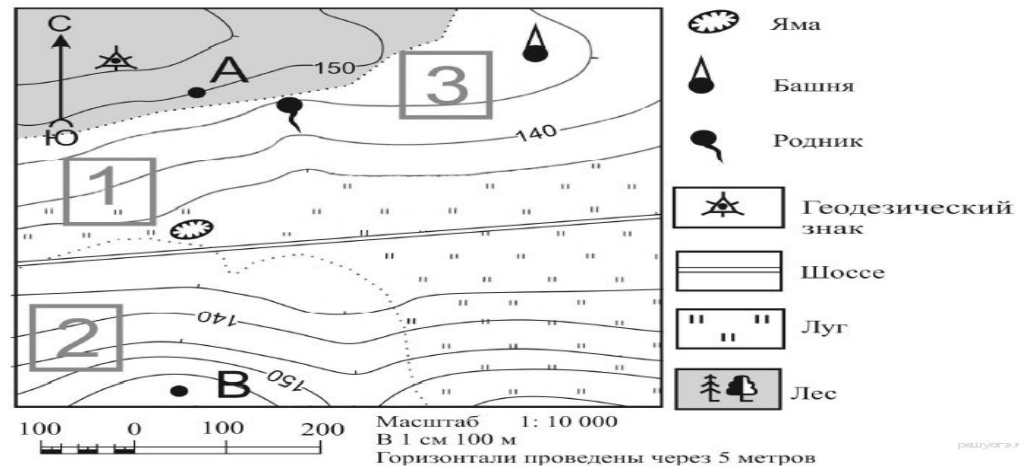 С
А
150
3
Ю
140
1
140
2
150
В
Яма
Башня
Родник
Геодезический
знак
Шоссе
Луг
Лес
100 0 100 200
Масштаб 1: 10 000
В 1 см 100 м
Горизонтали проведены через 5 метров